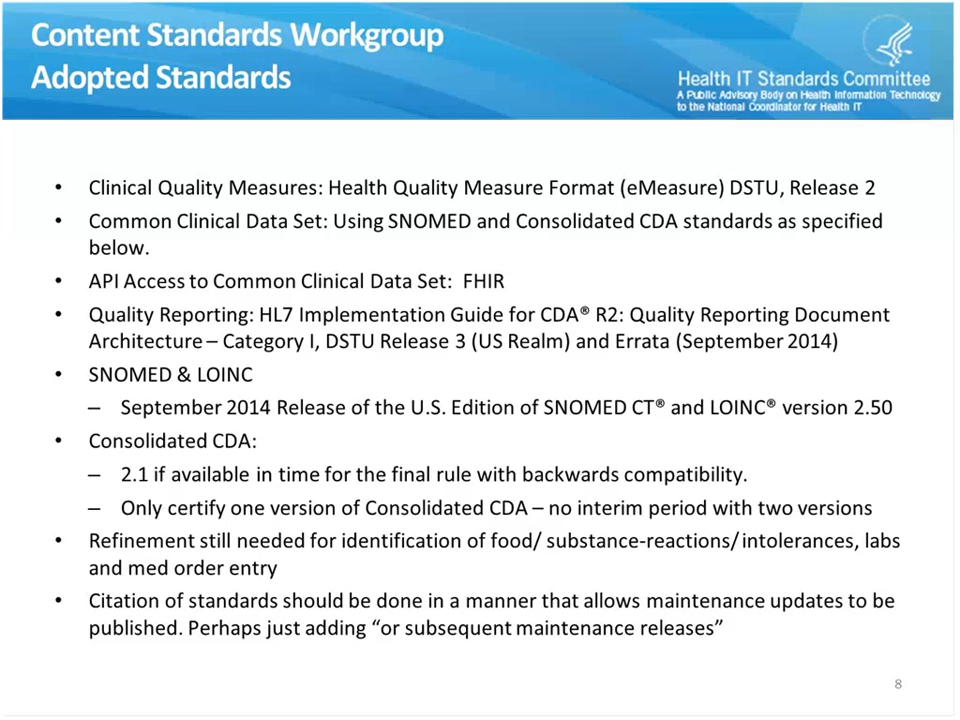 Content Standards Workgroup
Adopted Standards
Health IT Standards Committee
A Public Advisory Body on Health Information Technology
to the National Coordinator for Health IT
• Clinical Quality Measures: Health Quality Measure Format (eMeasure) DSTU, Release 2
• Common Clinical Data Set: Using SNOMED and Consolidated CDA standards as specified
below.
• API Access to Common Clinical Data Set: FHIR
• Quality Reporting: HL7 Implementation Guide for CDA® R2: Quality Reporting Document
Architecture – Category I, DSTU Release 3 (US Realm) and Errata (September 2014)
• SNOMED & LOINC
– September 2014 Release of the U.S. Edition of SNOMED CT® and LOINC® version 2.50
• Consolidated CDA:
– 2.1 if available in time for the final rule with backwards compatibility.
– Only certify one version of Consolidated CDA – no interim period with two versions
• Refinement still needed for identification of food/ substance-reactions/ intolerances, labs
and med order entry
• Citation of standards should be done in a manner that allows maintenance updates to be
published. Perhaps just adding “or subsequent maintenance releases”
8